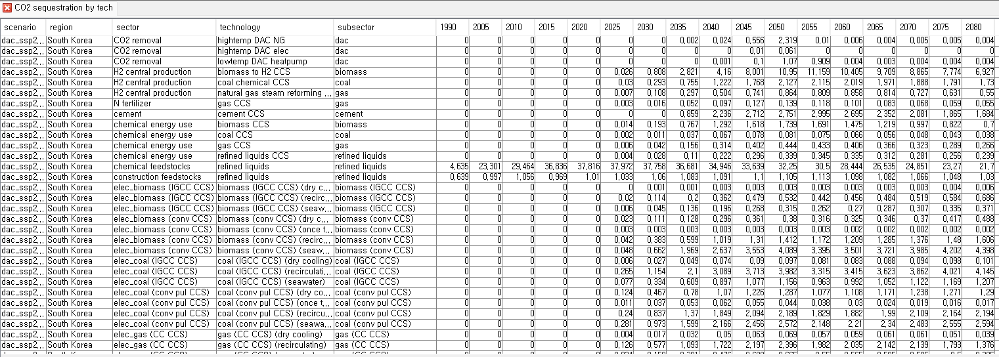 CO2 sequestration by tech
scenario region sector technology subsector 1990 2005 2010 2015 2020 2025 2030 2035 2040 2045 2050 2055 2060 2065 2070 2075 2080
dac_ssp2... South Korea CO2 removal hightemp DAC NG dac 0 0 0 0 0 0 0 0.002 0.024 0.556 2.319 0.01 0.006 0.004 0.005 0.005 0.004
dac_ssp2... South Korea CO2 removal hightemp DAC elec dac 0 0 0 0 0 0 0 0 0 0.01 0.061 0 0 0 0 0 0
dac_ssp2... South Korea CO2 removal lowtemp DAC heatpump dac 0 0 0 0 0 0 0 0 0.001 0.1 1.07 0.909 0.004 0.003 0.004 0.004 0.004
dac_ssp2... South Korea H2 central production biomass to H2 CCS biomass 0 0 0 0 0 0.026 0.808 2.821 4.16 8.001 10.95 11.159 10.405 9.709 8.865 7.774 6.927
dac_ssp2... South Korea H2 central production coal chemical CCS coal 0 0 0 0 0 0.03 0.293 0.755 1.222 1.768 2.127 2.115 2.019 1.971 1.888 1.791 1.73
dac_ssp2... South Korea H2 central production natural gas steam reforming ... gas 0 0 0 0 0 0.007 0.108 0.297 0.504 0.741 0.864 0.809 0.858 0.814 0.727 0.631 0.55
dac_ssp2... South Korea N fertilizer gas CCS gas 0 0 0 0 0 0.003 0.016 0.052 0.097 0.127 0.139 0.118 0.101 0.083 0.068 0.059 0.055
dac_ssp2... South Korea cement cement CCS cement 0 0 0 0 0 0 0 0.859 2.236 2.712 2.751 2.995 2.695 2.352 2.081 1.865 1.684
dac_ssp2... South Korea chemical energy use biomass CCS biomass 0 0 0 0 0 0.014 0.193 0.767 1.292 1.618 1.739 1.691 1.475 1.219 0.997 0.822 0.7
dac_ssp2... South Korea chemical energy use coal CCS coal 0 0 0 0 0 0.002 0.011 0.037 0.067 0.078 0.081 0.075 0.066 0.056 0.048 0.043 0.038
dac_ssp2... South Korea chemical energy use gas CCS gas 0 0 0 0 0 0.006 0.042 0.156 0.314 0.402 0.444 0.433 0.406 0.366 0.323 0.289 0.266
dac_ssp2... South Korea chemical energy use refined liquids CCS refined liquids 0 0 0 0 0 0.004 0.028 0.11 0.222 0.296 0.339 0.345 0.335 0.312 0.281 0.256 0.239
dac_ssp2... South Korea chemical feedstocks refined liquids refined liquids 4.635 23.301 29.464 36.836 37.816 37.972 37.758 36.681 34.946 33.639 32.25 30.5 28.444 26.535 24.851 23.27 21.7
dac_ssp2... South Korea construction feedstocks refined liquids refined liquids 0.639 0.997 1.056 0.969 1.01 1.033 1.06 1.083 1.091 1.1 1.105 1.113 1.098 1.082 1.066 1.048 1.03
dac_ssp2... South Korea elec_biomass (IGCC CCS) biomass (IGCC CCS) (dry c... biomass (IGCC CCS) 0 0 0 0 0 0 0.001 0.001 0.003 0.003 0.003 0.003 0.003 0.003 0.003 0.004 0.006
dac_ssp2... South Korea elec_biomass (IGCC CCS) biomass (IGCC CCS) (recirc... biomass (IGCC CCS) 0 0 0 0 0 0.02 0.114 0.2 0.362 0.479 0.532 0.442 0.456 0.484 0.519 0.584 0.686
dac_ssp2... South Korea elec_biomass (IGCC CCS) biomass (IGCC CCS) (seaw... biomass (IGCC CCS) 0 0 0 0 0 0.006 0.045 0.136 0.196 0.268 0.315 0.262 0.27 0.287 0.307 0.335 0.371
dac_ssp2... South Korea elec_biomass (conv CCS) biomass (conv CCS) (dry c... biomass (conv CCS) 0 0 0 0 0 0.023 0.111 0.128 0.296 0.361 0.38 0.316 0.325 0.346 0.37 0.417 0.488
dac_ssp2... South Korea elec_biomass (conv CCS) biomass (conv CCS) (once t... biomass (conv CCS) 0 0 0 0 0 0.003 0.003 0.003 0.003 0.003 0.003 0.003 0.002 0.002 0.002 0.002 0.002
dac_ssp2... South Korea elec_biomass (conv CCS) biomass (conv CCS) (recirc... biomass (conv CCS) 0 0 0 0 0 0.042 0.383 0.599 1.019 1.31 1.412 1.172 1.209 1.285 1.376 1.48 1.606
dac_ssp2... South Korea elec_biomass (conv CCS) biomass (conv CCS) (seaw... biomass (conv CCS) 0 0 0 0 0 0.048 0.662 1.969 2.637 3.553 4.089 3.395 3.501 3.721 3.985 4.202 4.398
dac_ssp2... South Korea elec_coal (IGCC CCS) coal (IGCC CCS) (dry cooling) coal (IGCC CCS) 0 0 0 0 0 0.006 0.027 0.049 0.074 0.09 0.097 0.081 0.083 0.088 0.094 0.098 0.101
dac_ssp2... South Korea elec_coal (IGCC CCS) coal (IGCC CCS) (recirculati... coal (IGCC CCS) 0 0 0 0 0 0.265 1.154 2.1 3.089 3.713 3.982 3.315 3.415 3.623 3.862 4.021 4.145
dac_ssp2... South Korea elec_coal (IGCC CCS) coal (IGCC CCS) (seawater) coal (IGCC CCS) 0 0 0 0 0 0.077 0.334 0.609 0.897 1.077 1.156 0.963 0.992 1.052 1.122 1.169 1.207
dac_ssp2... South Korea elec_coal (conv pul CCS) coal (conv pul CCS) (dry co... coal (conv pul CCS) 0 0 0 0 0 0.124 0.467 0.78 1.07 1.226 1.287 1.077 1.108 1.171 1.238 1.271 1.29
dac_ssp2... South Korea elec_coal (conv pul CCS) coal (conv pul CCS) (once t... coal (conv pul CCS) 0 0 0 0 0 0.011 0.037 0.053 0.062 0.055 0.044 0.038 0.03 0.024 0.019 0.016 0.017
dac_ssp2... South Korea elec_coal (conv pul CCS) coal (conv pul CCS) (recircu... coal (conv pul CCS) 0 0 0 0 0 0.24 0.837 1.37 1.849 2.094 2.189 1.829 1.882 1.99 2.109 2.164 2.194
dac_ssp2... South Korea elec_coal (conv pul CCS) coal (conv pul CCS) (seawa... coal (conv pul CCS) 0 0 0 0 0 0.281 0.973 1.599 2.166 2.456 2.572 2.148 2.21 2.34 2.483 2.555 2.594
dac_ssp2... South Korea elec_gas (CC CCS) gas (CC CCS) (dry cooling) gas (CC CCS) 0 0 0 0 0 0.004 0.017 0.032 0.05 0.063 0.069 0.057 0.059 0.061 0.061 0.051 0.039
dac_ssp2... South Korea elec_gas (CC CCS) gas (CC CCS) (recirculating) gas (CC CCS) 0 0 0 0 0 0.126 0.577 1.093 1.722 2.197 2.396 1.982 2.035 2.142 2.139 1.793 1.376